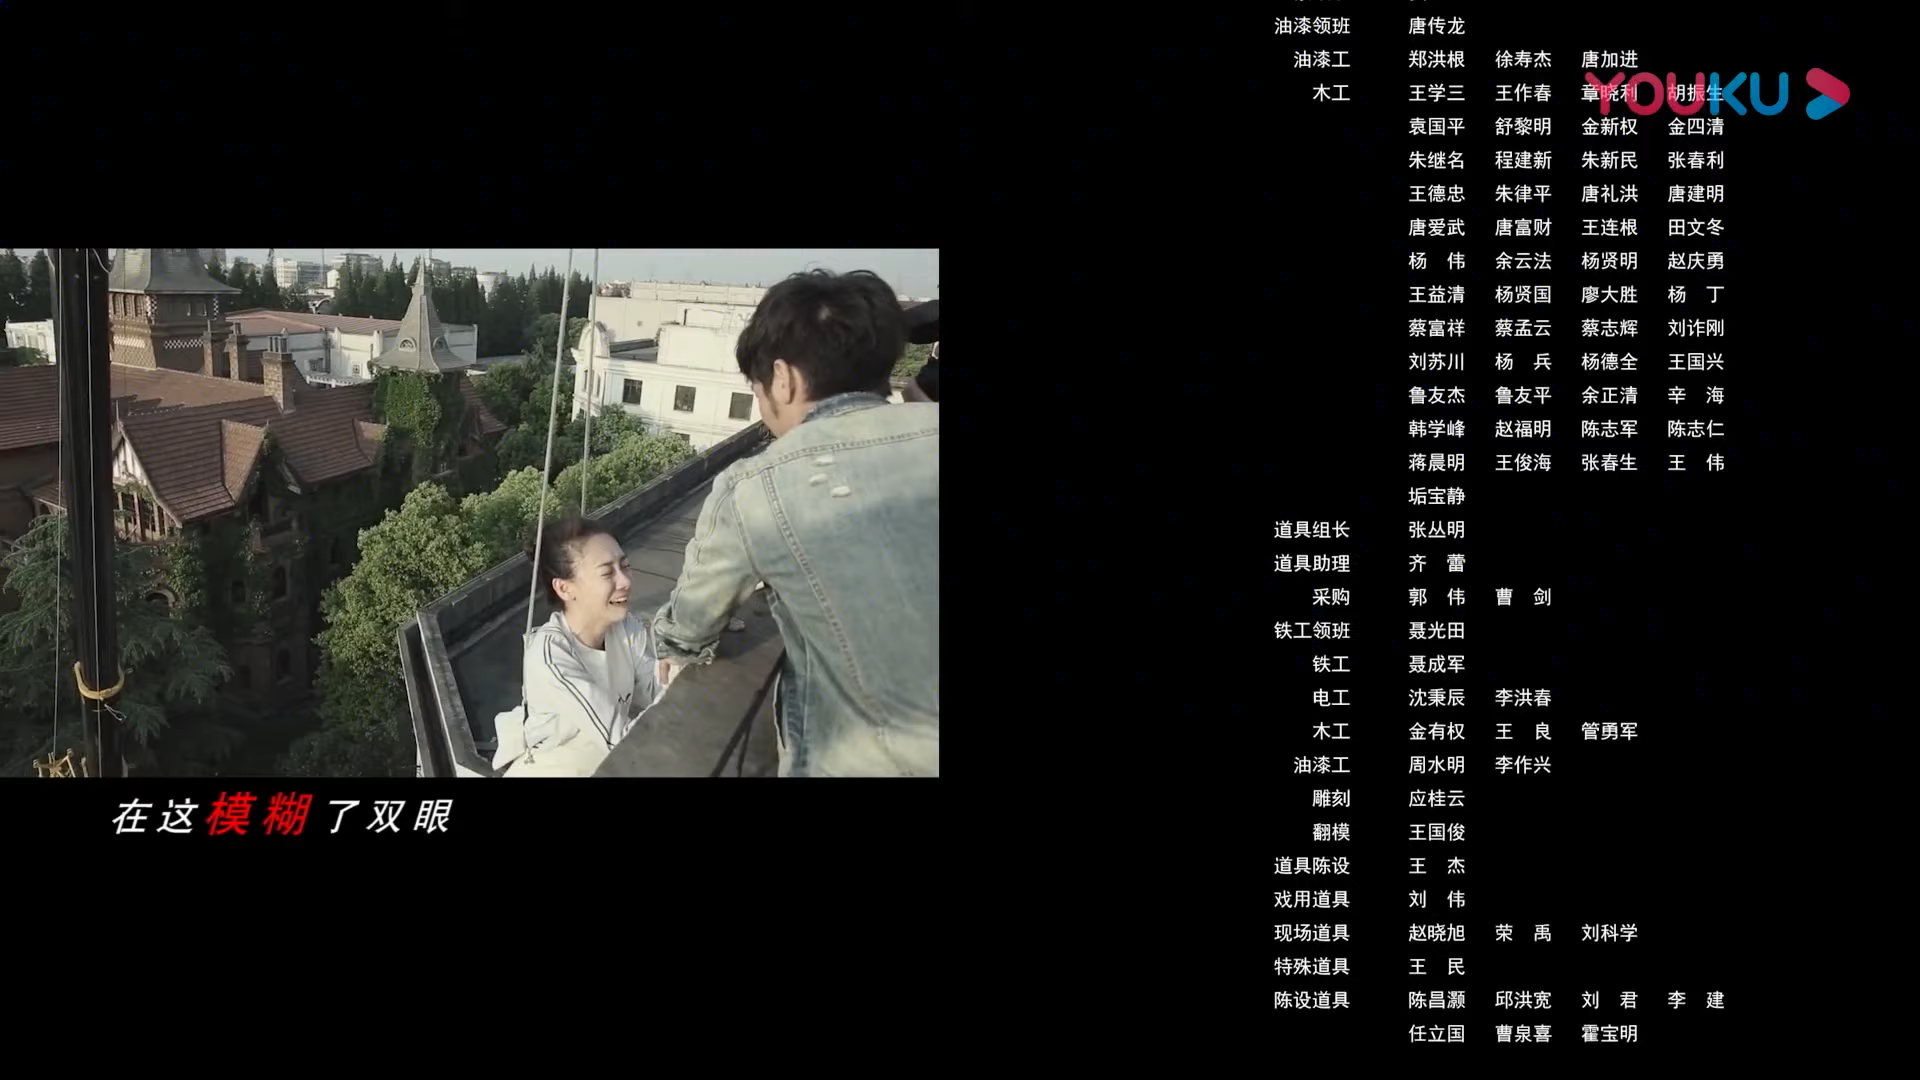 油漆领班 唐传龙
油漆工 郑洪根 徐寿杰 唐加进
木工 王学三 王作春 章晓利 胡振生
YOUKU
袁国平 舒黎明 金新权 金四清
朱继名 程建新 朱新民 张春利
王德忠 朱律平 唐礼洪 唐建明
唐爱武 唐富财 王连根 田文冬
杨 伟 余云法 杨贤明 赵庆勇
王益清 杨贤国 廖大胜 杨 丁
蔡富祥 蔡孟云 蔡志辉 刘诈刚
刘苏川 杨 兵 杨德全 王国兴
鲁友杰 鲁友平 余正清 辛 海
韩学峰 赵福明 陈志军 陈志仁
蒋晨明 王俊海 张春生 王 伟
垢宝静
道具组长 张丛明
道具助理 齐 蕾
采购 郭 伟 曹 剑
铁工领班 聂光田
铁工 聂成军
电工 沈秉辰 李洪春
木工 金有权 王 良 管勇军
油漆工 周水明 李作兴
雕刻 应桂云
翻模 王国俊
道具陈设 王 杰
戏用道具 刘 伟
现场道具 赵晓旭 荣 禹 刘科学
特殊道具 王 民
陈设道具 陈昌灏 邱洪宽 刘 君 李 建
任立国 曹泉喜 霍宝明
在这模糊了双眼